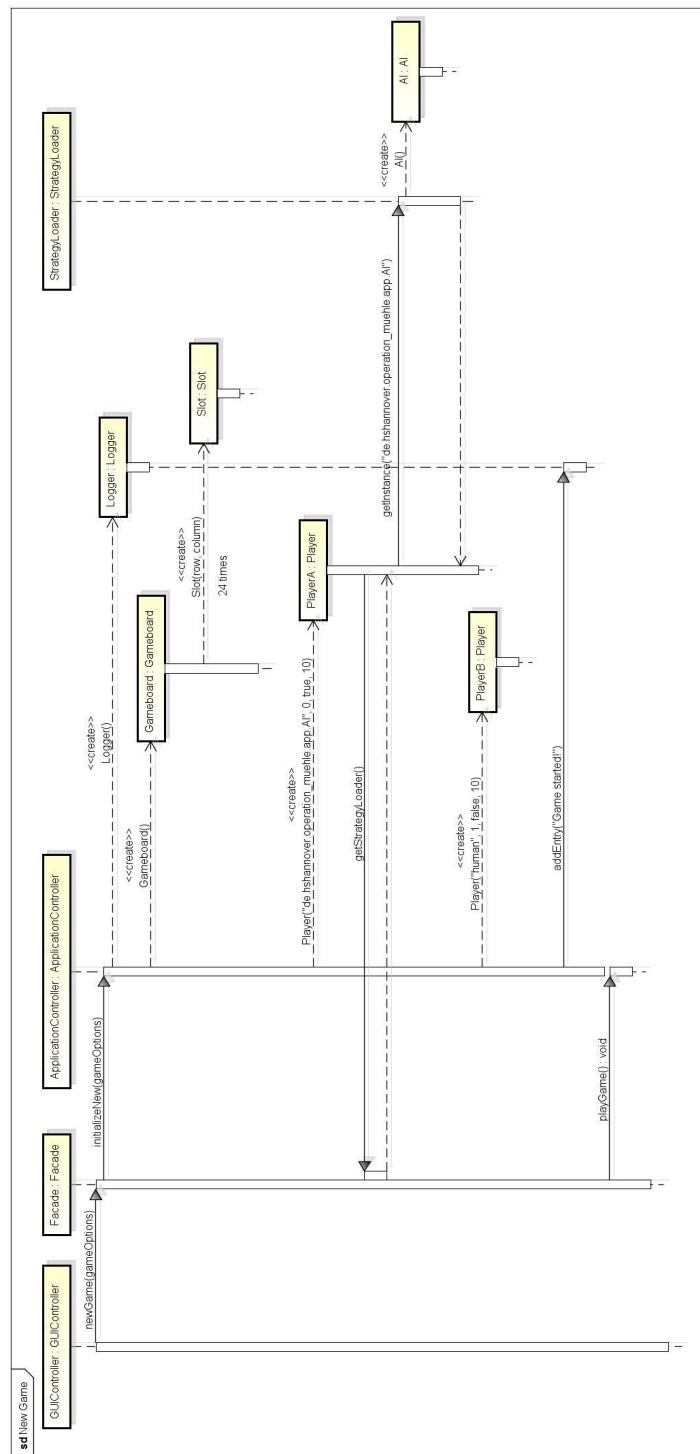 sd New Game
GUIController : GUIController
Facade : Facade
ApplicationController : ApplicationController
StrategyLoader : StrategyLoader
newGame(gameOptions)
initializeNew(gameOptions)
<<create>>
Logger()
Logger : Logger
<<create>>
Gameboard()
Gameboard : Gameboard
<<create>>
Slot(row, column)
24 times
Slot : Slot
<<create>>
Player("de.hshannover.operation_muehle.app.AI", 0, true, 10)
PlayerA : Player
getStrategyLoader()
getInstance("de.hshannover.operation_muehle.app.AI")
<<create>>
AI()
AI : AI
<<create>>
Player("human", 1, false, 10)
PlayerB : Player
addEntry("Game started!")
playGame() : void